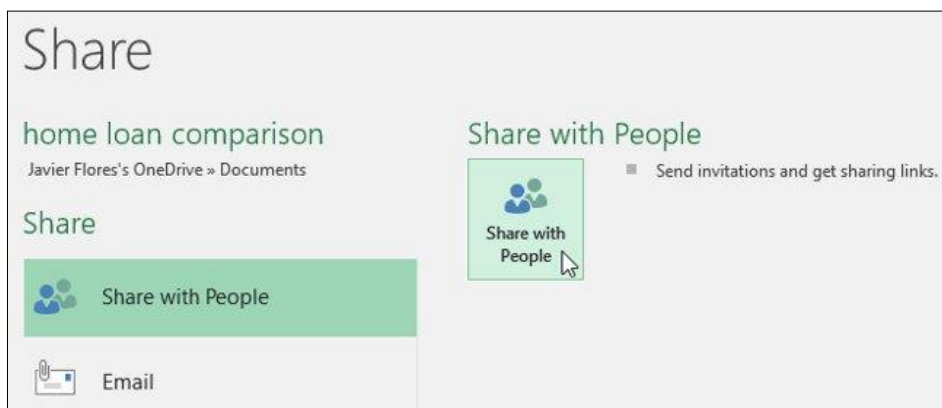 Share
home loan comparison
Javier Flores's OneDrive » Documents
Share
Share with People
Email
Share with People
Share with
People
Send invitations and get sharing links.